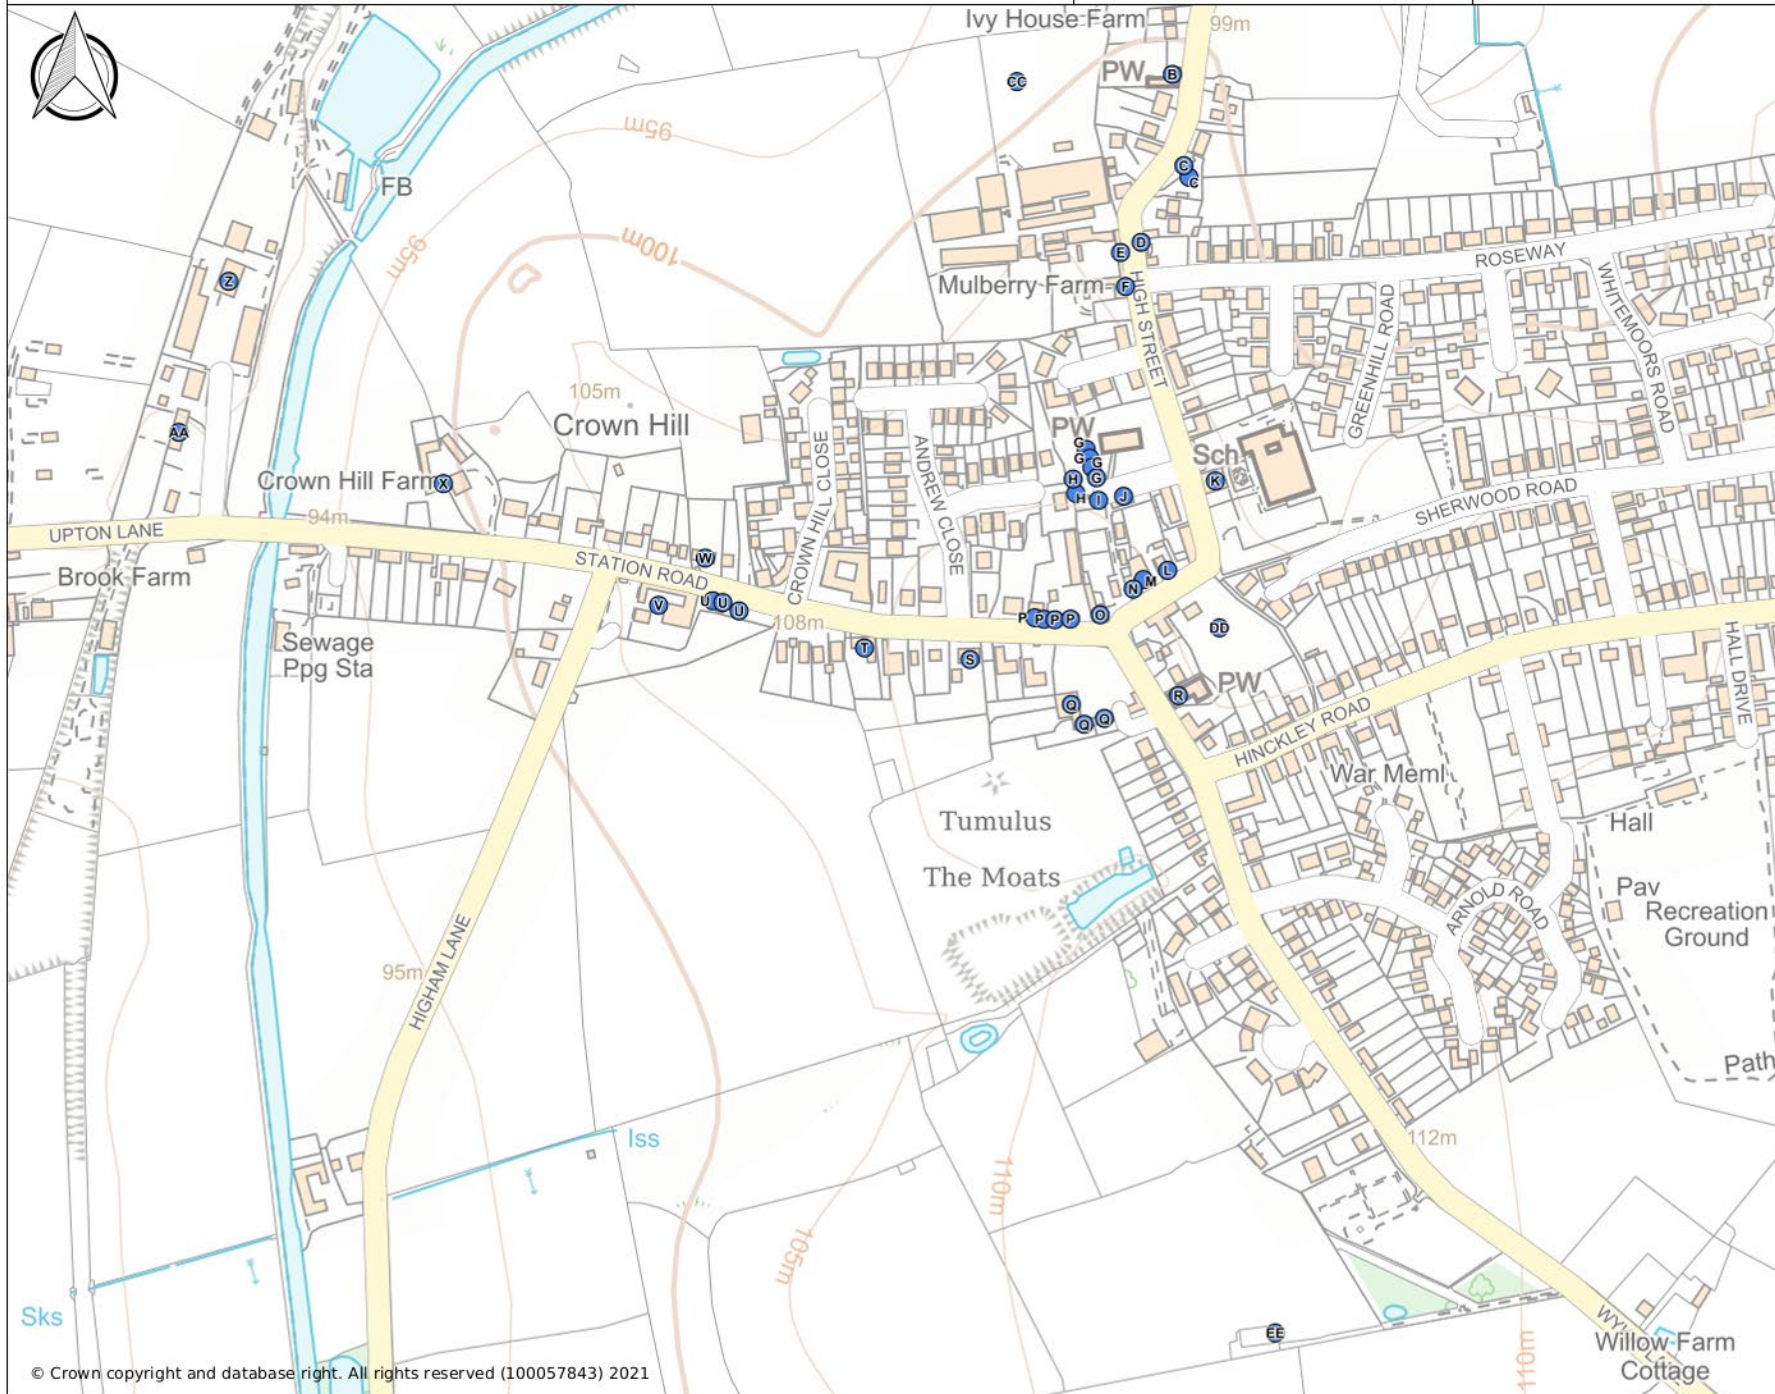 Ivy House Farm
99m
PW
B
CC
95m
C
C
FB
95m
100m
E
D
ROSEWAY
Z
Mulberry Farm
F
HIGH STREET
WHITEMOORS ROAD
GREENHILL ROAD
105m
Crown Hill
AA
PW
G
G
G
G
Sch
Crown Hill Farm
X
CROWN HILL CLOSE
ANDREW CLOSE
H
H
I
J
K
SHERWOOD ROAD
94m
UPTON LANE
STATION ROAD
W
Brook Farm
L
M
N
V
U
U
U
O
P
P
P
P
108m
DD
Sewage
Ppg Sta
T
S
HALL DRIVE
R
PW
Q
Q
Q
HINCKLEY ROAD
War Meml
Tumulus
Hall
The Moats
Pav
Recreation
Ground
ARNOLD ROAD
95m
HIGHAM LANE
Path
Iss
112m
110m
105m
Sks
EE
110m
Willow Farm
Cottage
© Crown copyright and database right. All rights reserved (100057843) 2021